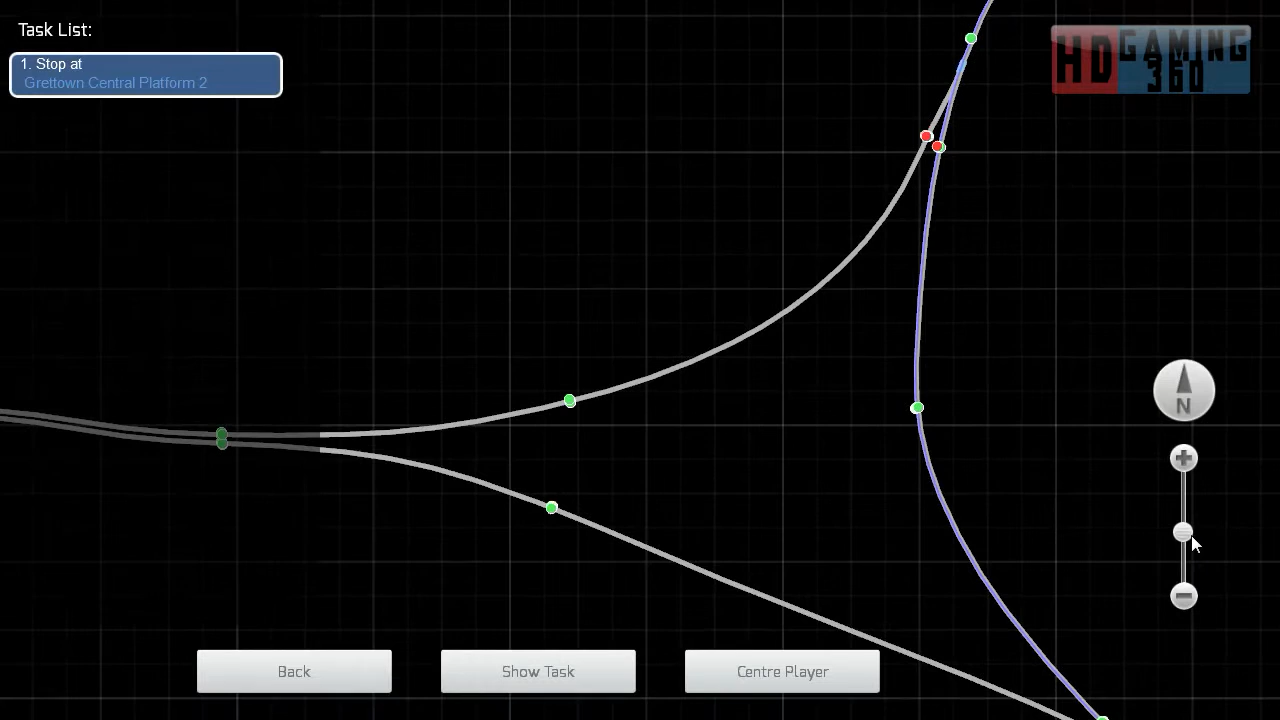 Task List:
1. Stop at
Grettown Central Platform 2
HD GAMING
360
N
Back
Show Task
Centre Player